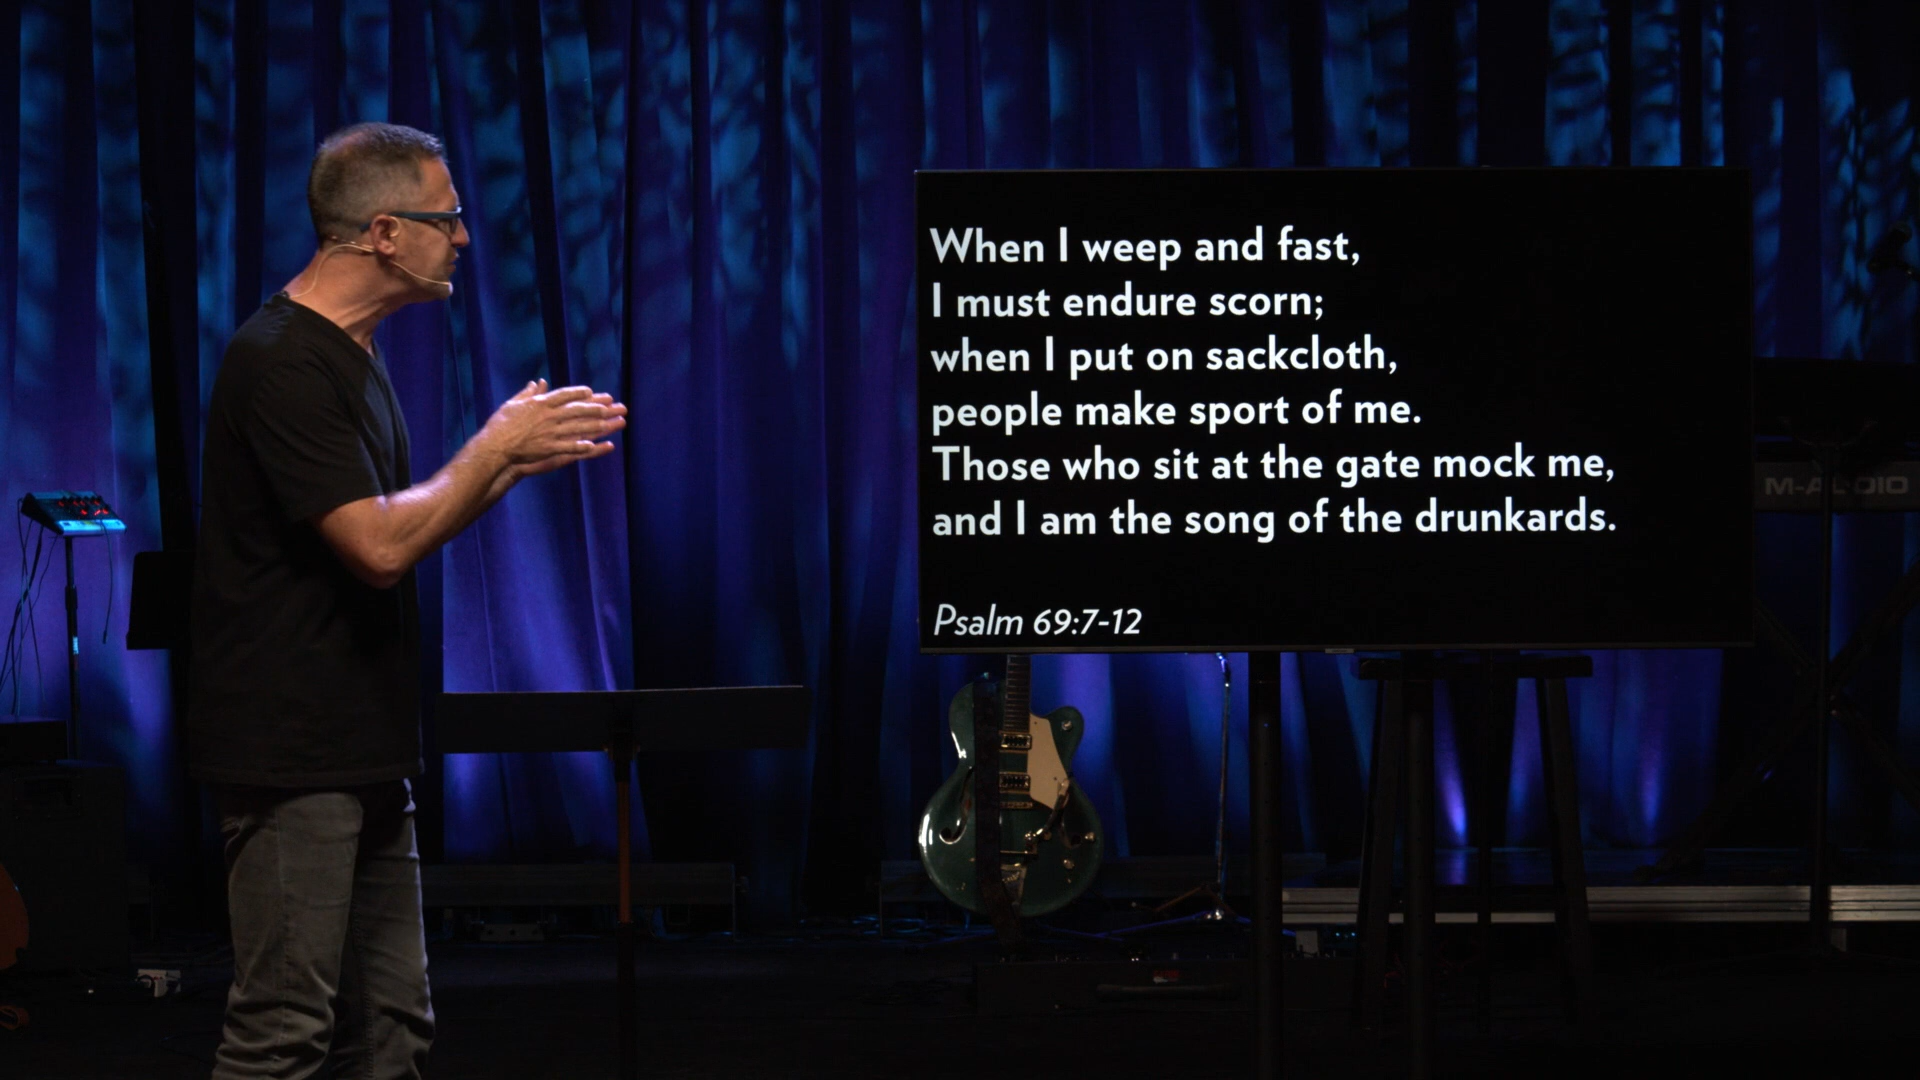 When I weep and fast,
I must endure scorn;
when I put on sackcloth,
people make sport of me.
Those who sit at the gate mock me,
and I am the song of the drunkards.
Psalm 69:7-12